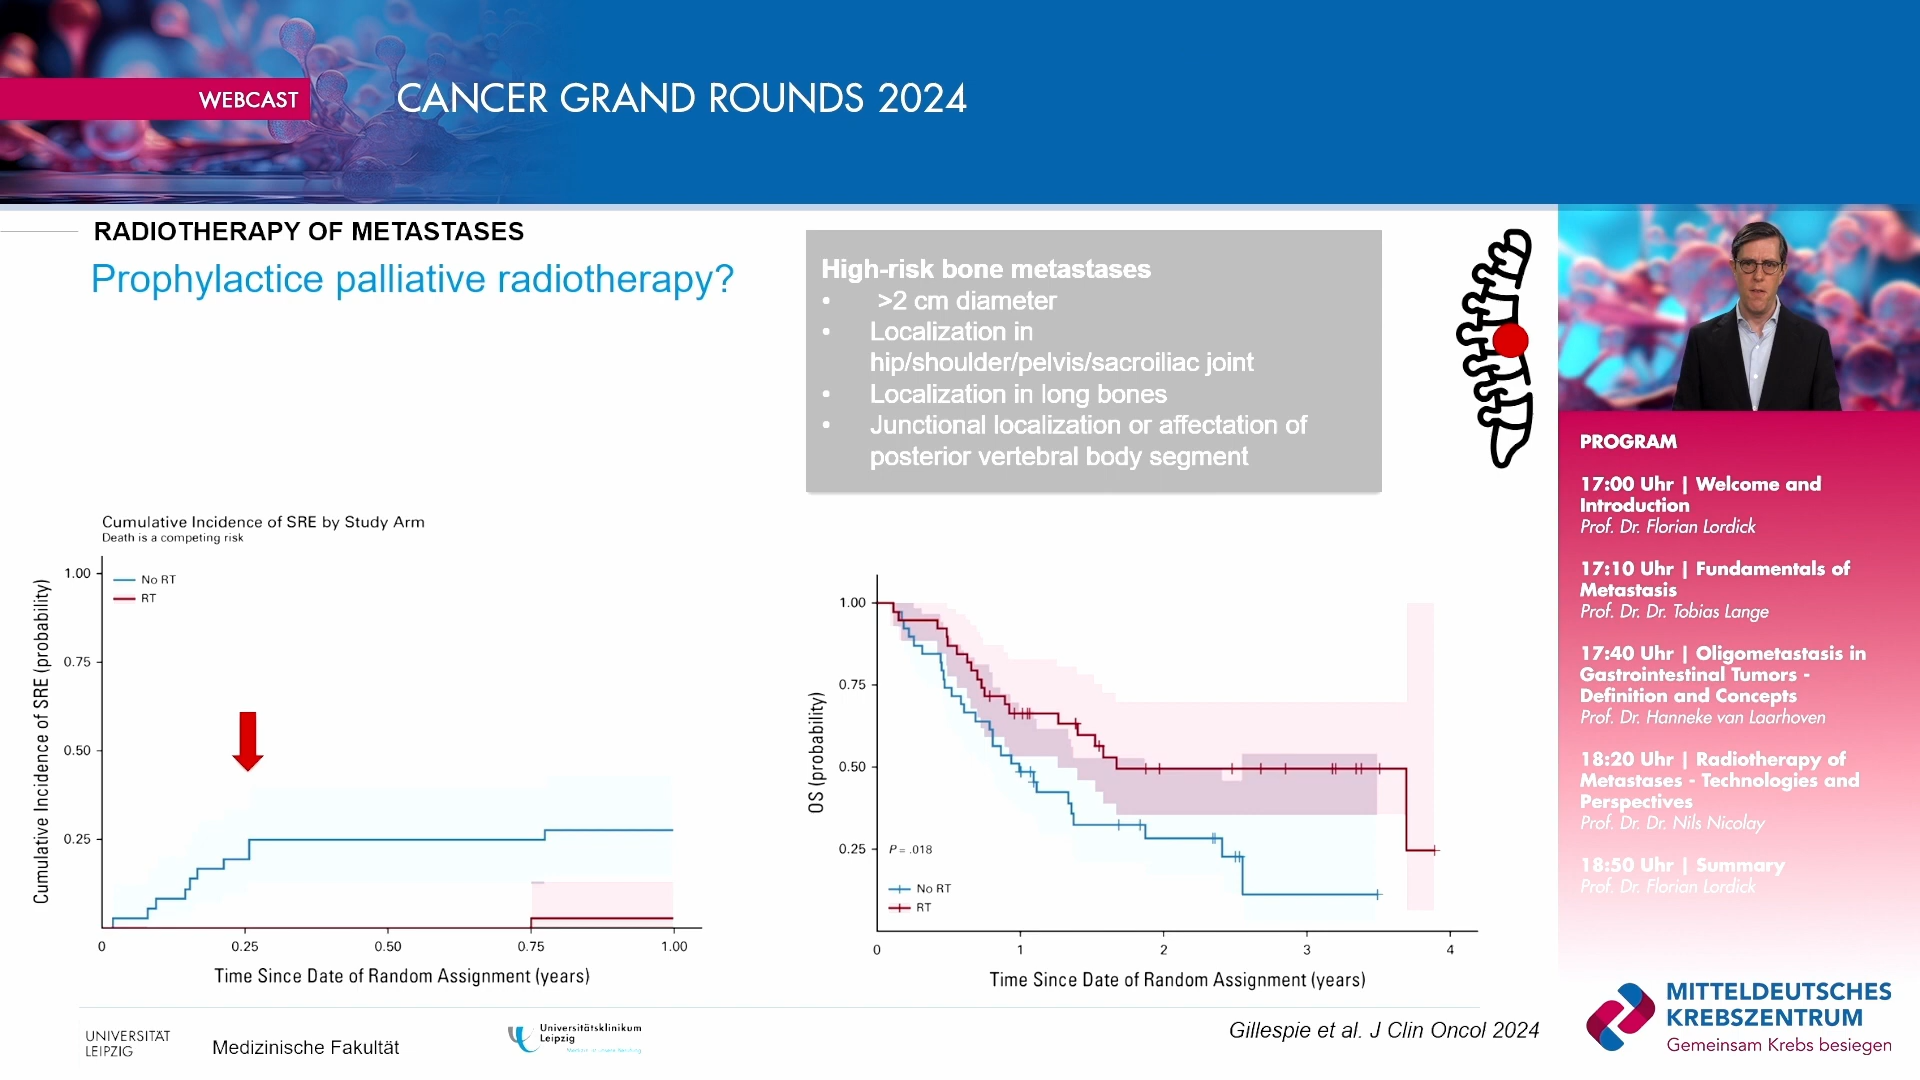 WEBCAST
CANCER GRAND ROUNDS 2024
RADIOTHERAPY OF METASTASES
Prophylactice palliative radiotherapy?
High-risk bone metastases
• >2 cm diameter
• Localization in
hip/shoulder/pelvis/sacroiliac joint
• Localization in long bones
• Junctional localization or affectation of
posterior vertebral body segment
Cumulative Incidence of SRE by Study Arm
Death is a competing risk
Cumulative Incidence of SRE (probability)
1.00
0.75
0.50
0.25
No RT
RT
0 0.25 0.50 0.75 1.00
Time Since Date of Random Assignment (years)
OS (probability)
1.00
0.75
0.50
0.25
P = .018
No RT
RT
0 1 2 3 4
Time Since Date of Random Assignment (years)
UNIVERSITÄT
LEIPZIG
Medizinische Fakultät
Universitätsklinikum
Leipzig
Gillespie et al. J Clin Oncol 2024
PROGRAM
17:00 Uhr | Welcome and
Introduction
Prof. Dr. Florian Lordick
17:10 Uhr | Fundamentals of
Metastasis
Prof. Dr. Dr. Tobias Lange
17:40 Uhr | Oligometastasis in
Gastrointestinal Tumors -
Definition and Concepts
Prof. Dr. Hanneke van Laarhoven
18:20 Uhr | Radiotherapy of
Metastases - Technologies and
Perspectives
Prof. Dr. Dr. Nils Nicolay
18:50 Uhr | Summary
Prof. Dr. Florian Lordick
MITTELDEUTSCHES
KREBSZENTRUM
Gemeinsam Krebs besiegen